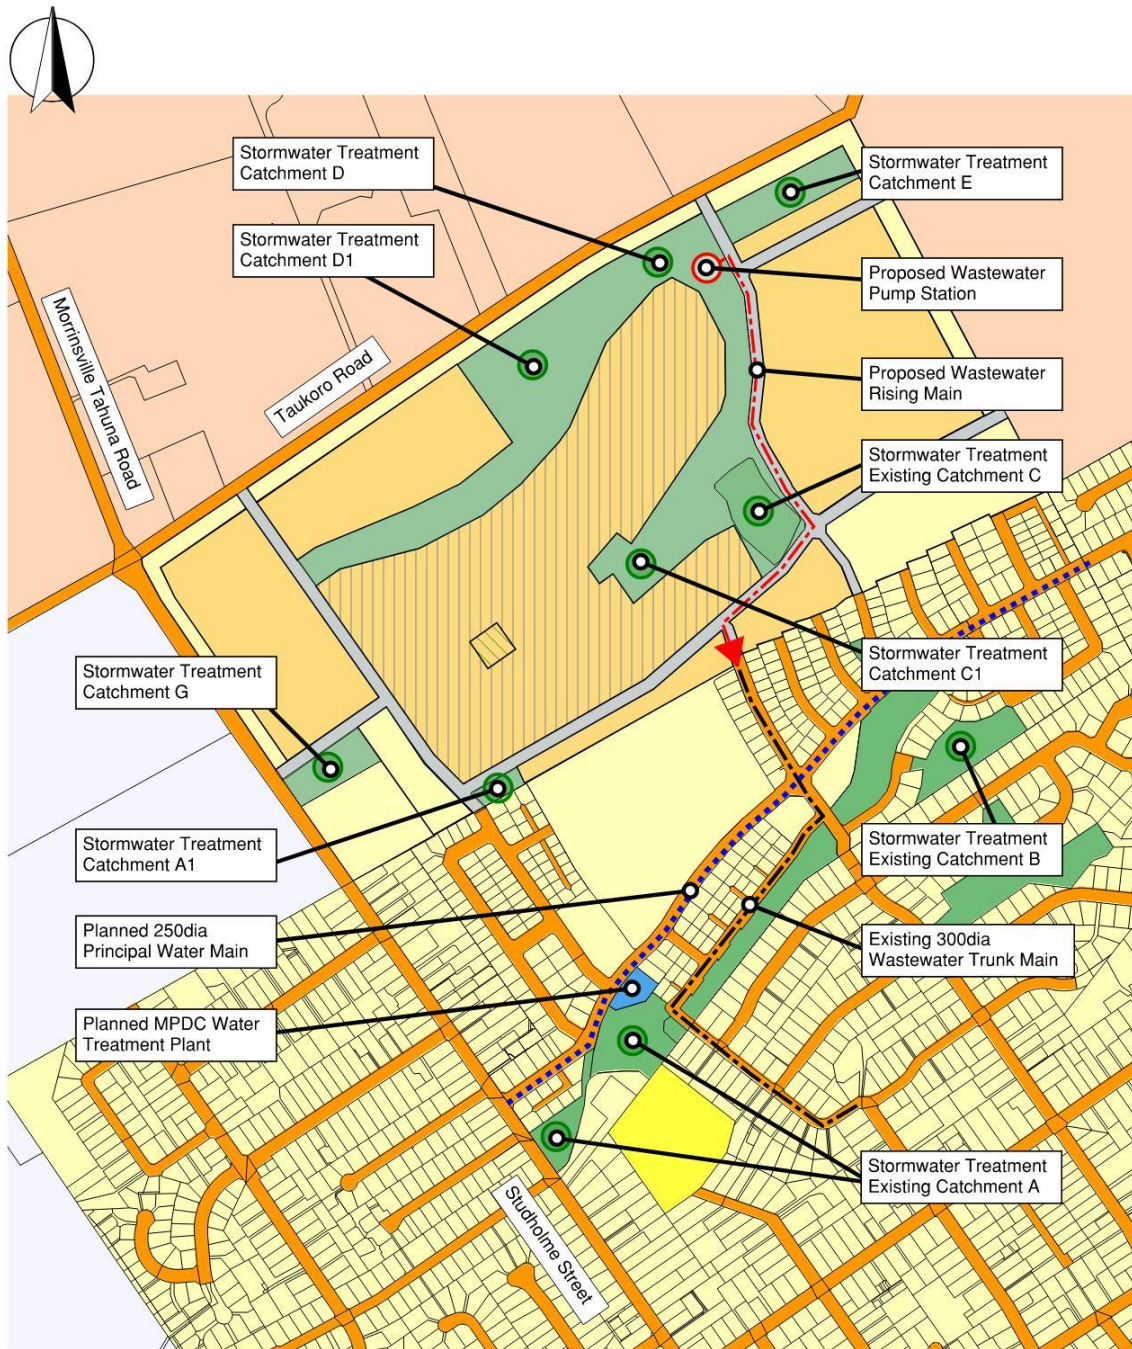 Stormwater Treatment
Catchment D
Stormwater Treatment
Catchment E
Stormwater Treatment
Catchment D1
Proposed Wastewater
Pump Station
Morrinsville Tahuna Road
Taukoro Road
Proposed Wastewater
Rising Main
Stormwater Treatment
Existing Catchment C
Stormwater Treatment
Catchment C1
Stormwater Treatment
Catchment G
Stormwater Treatment
Catchment A1
Stormwater Treatment
Existing Catchment B
Planned 250dia
Principal Water Main
Existing 300dia
Wastewater Trunk Main
Planned MPDC Water
Treatment Plant
Stormwater Treatment
Existing Catchment A
Studholme Street